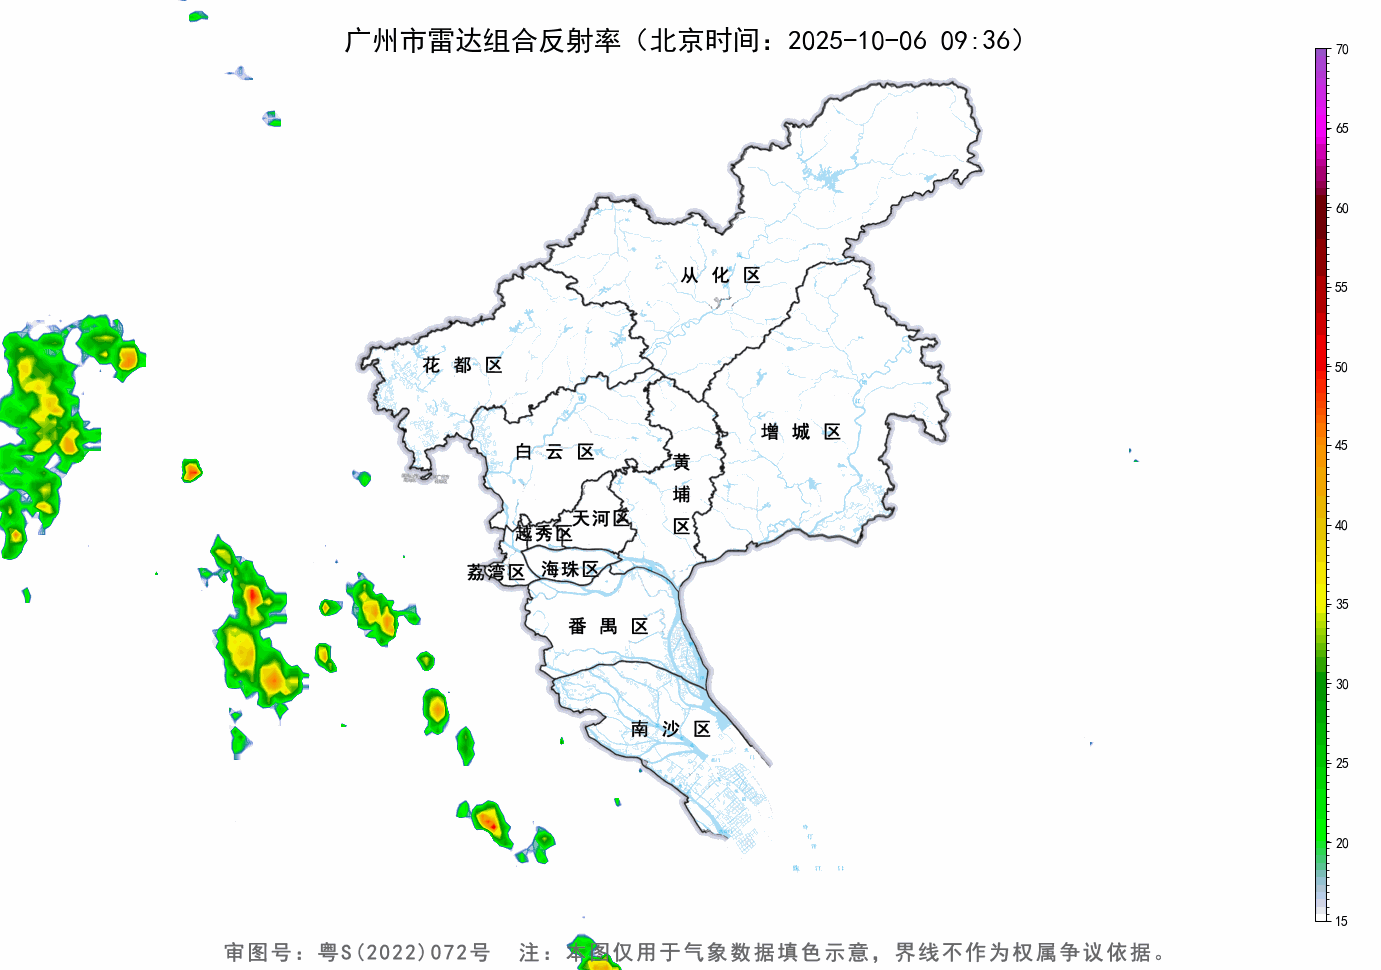 广州市雷达组合反射率（北京时间：2025-10-06 09:36）
70
65
60
55
50
45
40
35
30
25
20
15
从化区
花都区
增城区
白云区
黄埔区
天河区
越秀区
荔湾区
海珠区
番禺区
南沙区
审图号：粤S(2022)072号 注：本图仅用于气象数据填色示意，界线不作为权属争议依据。